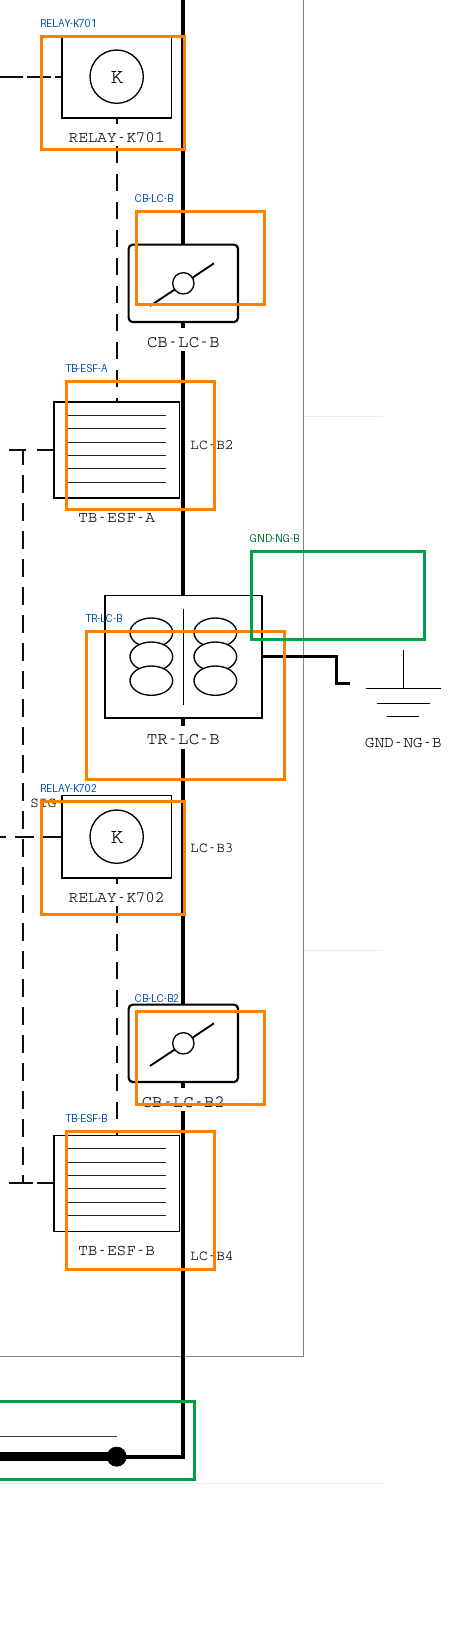 RELAY-K701
K
RELAY-K701
CB-LC-B
CB-LC-B
TB-ESF-A
LC-B2
TB-ESF-A
GND-NG-B
TR-LC-B
TR-LC-B
GND-NG-B
RELAY-K702
SIG
K
LC-B3
RELAY-K702
CB-LC-B2
CB-LC-B2
TB-ESF-B
TB-ESF-B
LC-B4